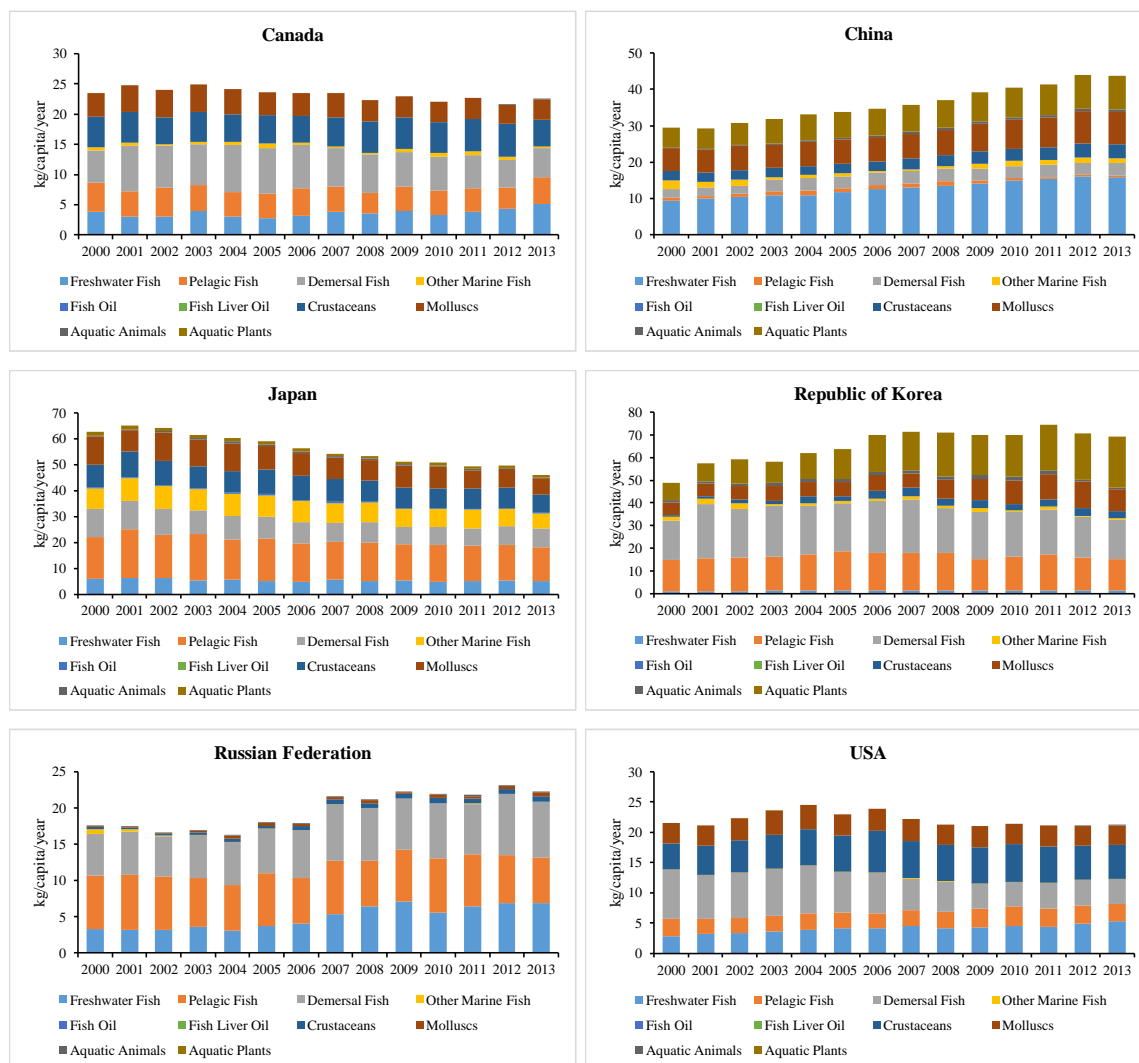 Canada
kg/capita/year
30
25
20
15
10
5
0
2000 2001 2002 2003 2004 2005 2006 2007 2008 2009 2010 2011 2012 2013
Freshwater Fish Pelagic Fish Demersal Fish Other Marine Fish
Fish Oil Fish Liver Oil Crustaceans Molluscs
Aquatic Animals Aquatic Plants
China
kg/capita/year
50
40
30
20
10
0
2000 2001 2002 2003 2004 2005 2006 2007 2008 2009 2010 2011 2012 2013
Freshwater Fish Pelagic Fish Demersal Fish Other Marine Fish
Fish Oil Fish Liver Oil Crustaceans Molluscs
Aquatic Animals Aquatic Plants
Japan
kg/capita/year
70
60
50
40
30
20
10
0
2000 2001 2002 2003 2004 2005 2006 2007 2008 2009 2010 2011 2012 2013
Freshwater Fish Pelagic Fish Demersal Fish Other Marine Fish
Fish Oil Fish Liver Oil Crustaceans Molluscs
Aquatic Animals Aquatic Plants
Republic of Korea
kg/capita/year
80
70
60
50
40
30
20
10
0
2000 2001 2002 2003 2004 2005 2006 2007 2008 2009 2010 2011 2012 2013
Freshwater Fish Pelagic Fish Demersal Fish Other Marine Fish
Fish Oil Fish Liver Oil Crustaceans Molluscs
Aquatic Animals Aquatic Plants
Russian Federation
kg/capita/year
25
20
15
10
5
0
2000 2001 2002 2003 2004 2005 2006 2007 2008 2009 2010 2011 2012 2013
Freshwater Fish Pelagic Fish Demersal Fish Other Marine Fish
Fish Oil Fish Liver Oil Crustaceans Molluscs
Aquatic Animals Aquatic Plants
USA
kg/capita/year
30
25
20
15
10
5
0
2000 2001 2002 2003 2004 2005 2006 2007 2008 2009 2010 2011 2012 2013
Freshwater Fish Pelagic Fish Demersal Fish Other Marine Fish
Fish Oil Fish Liver Oil Crustaceans Molluscs
Aquatic Animals Aquatic Plants